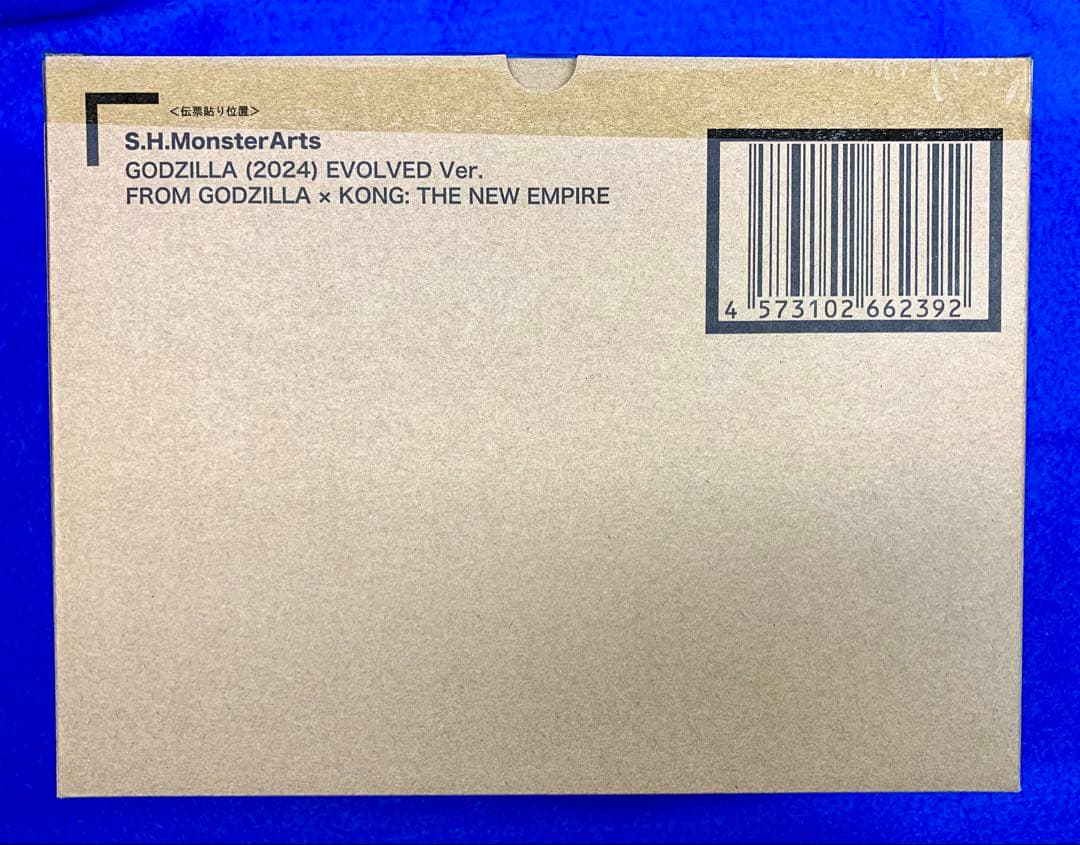 <伝票貼り位置>
S.H.MonsterArts
GODZILLA (2024) EVOLVED Ver.
FROM GODZILLA × KONG: THE NEW EMPIRE
4 573102 662392